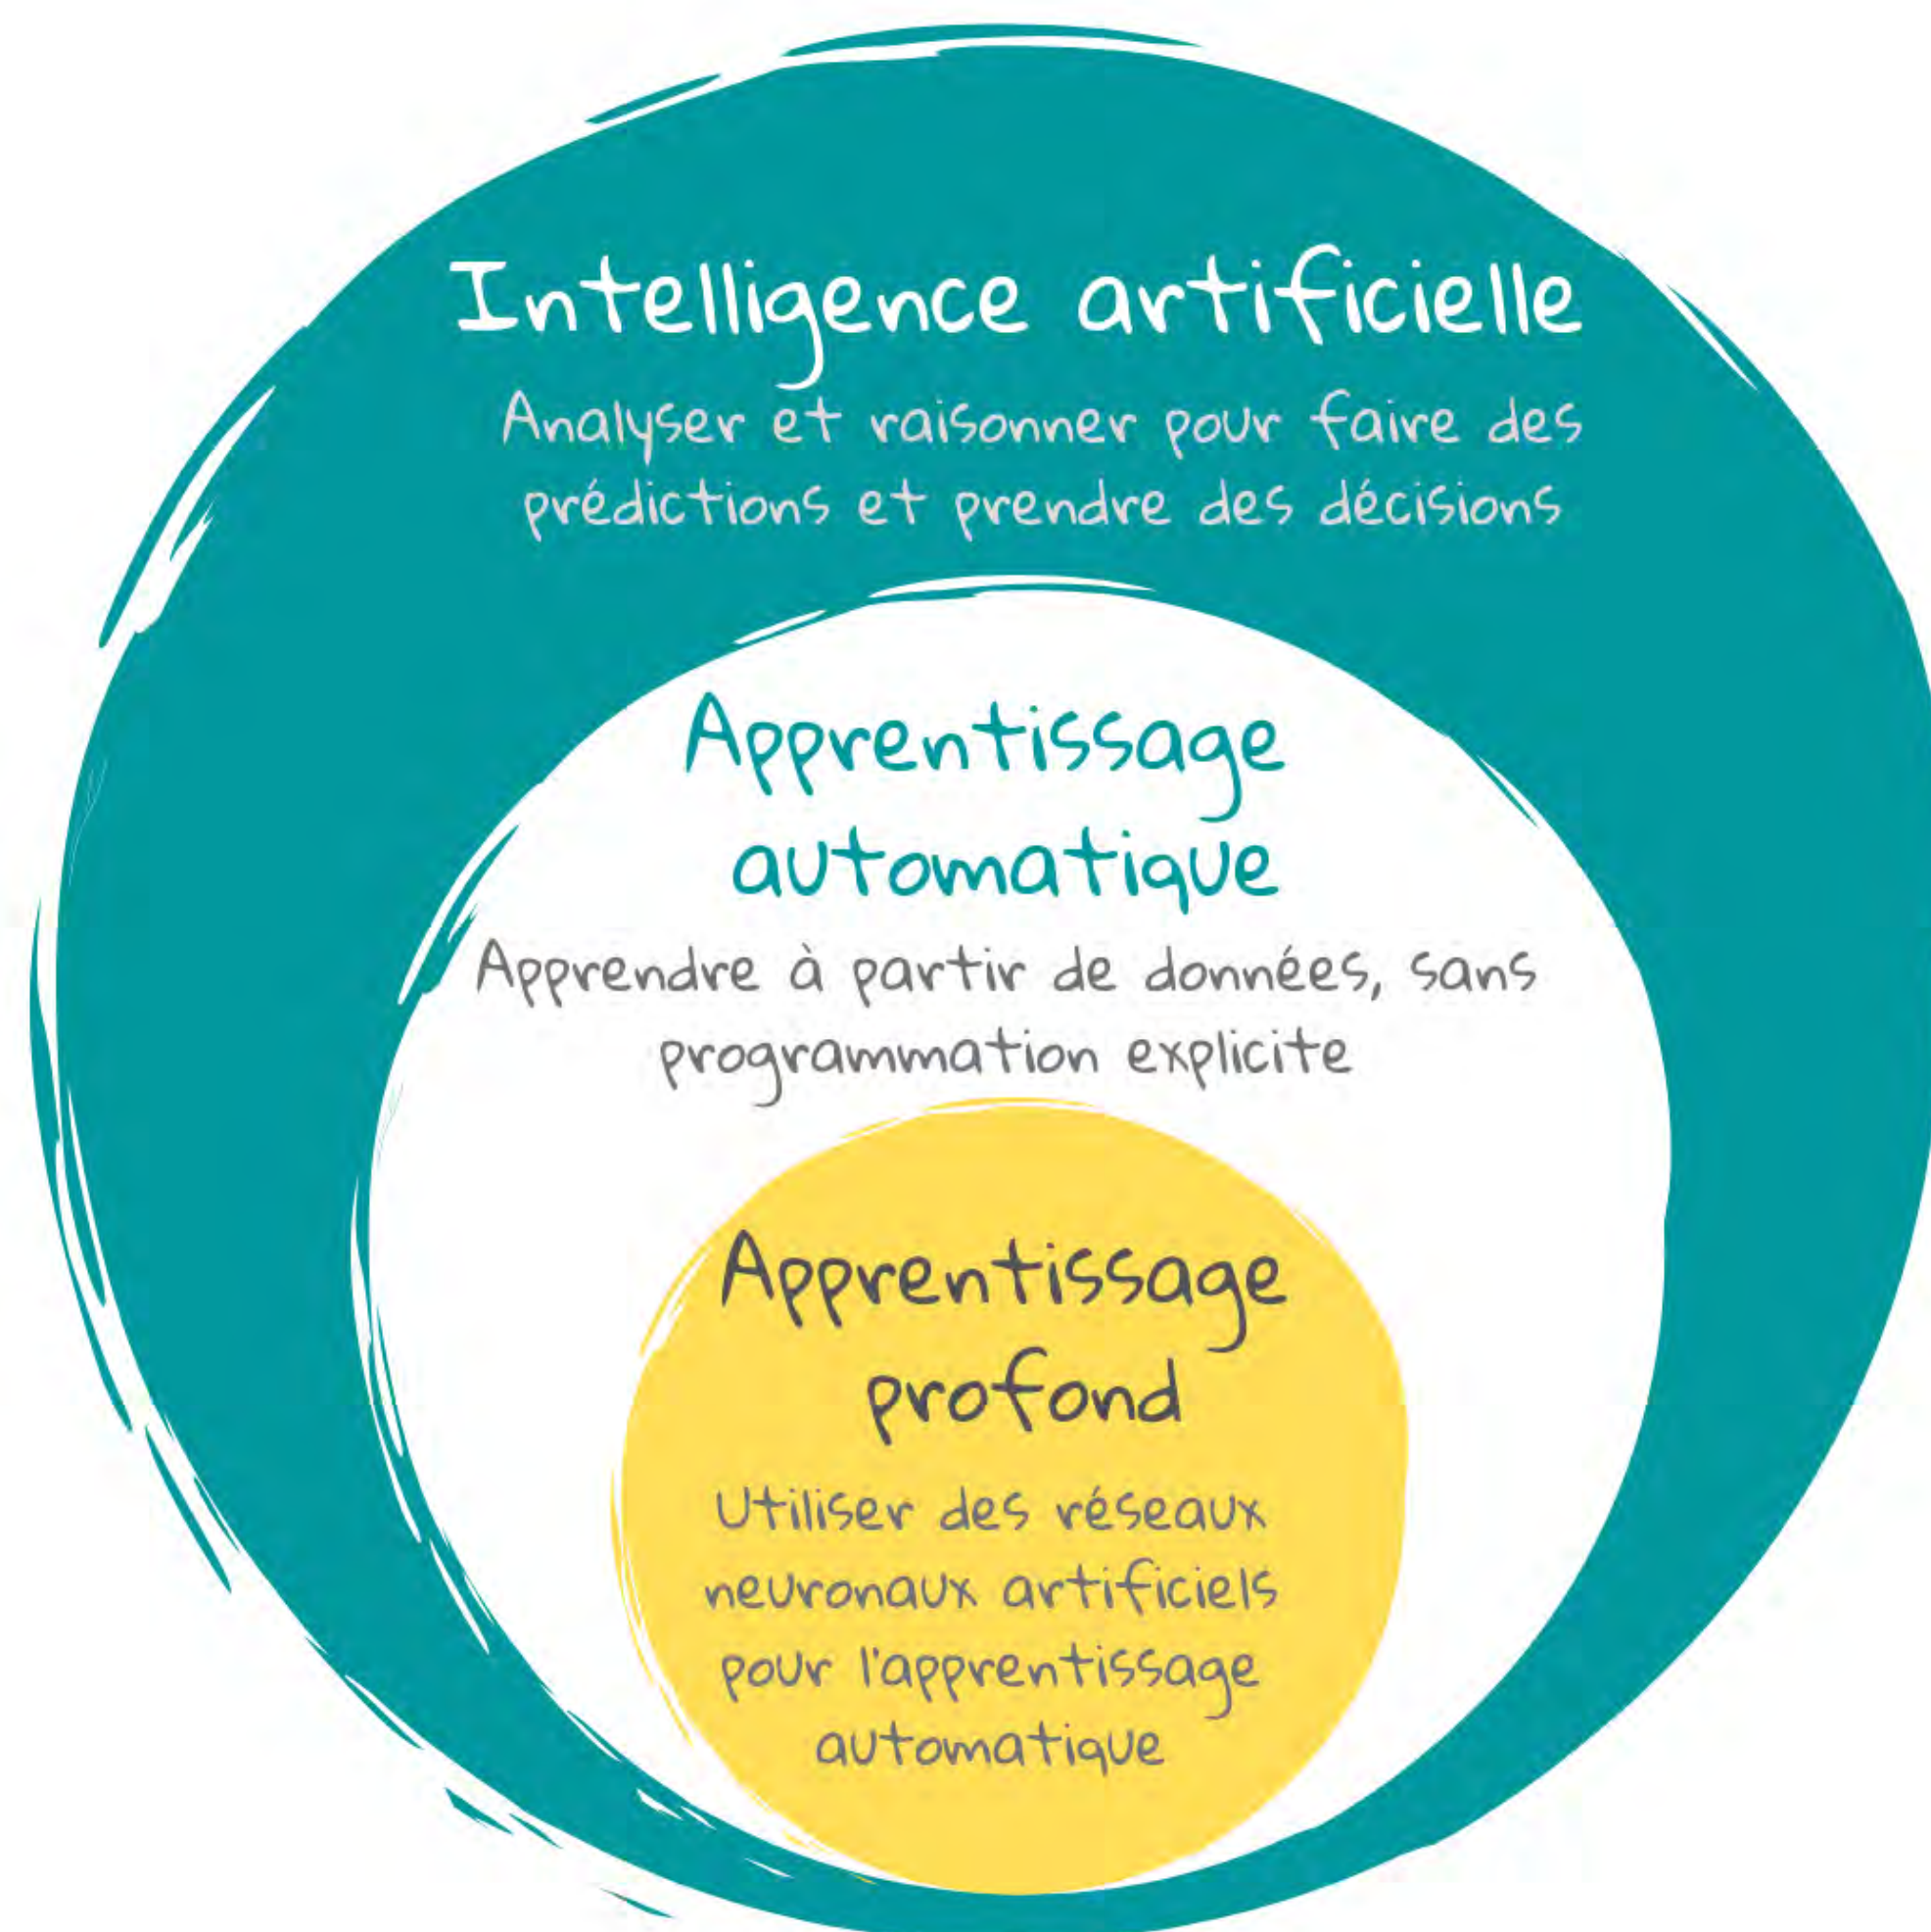 Intelligence artificielle
Analyser et raisonner pour faire des
prédictions et prendre des décisions
Apprentissage
automatique
Apprendre à partir de données, sans
programmation explicite
Apprentissage
profond
Utiliser des réseaux
neuronaux artificiels
pour l'apprentissage
automatique